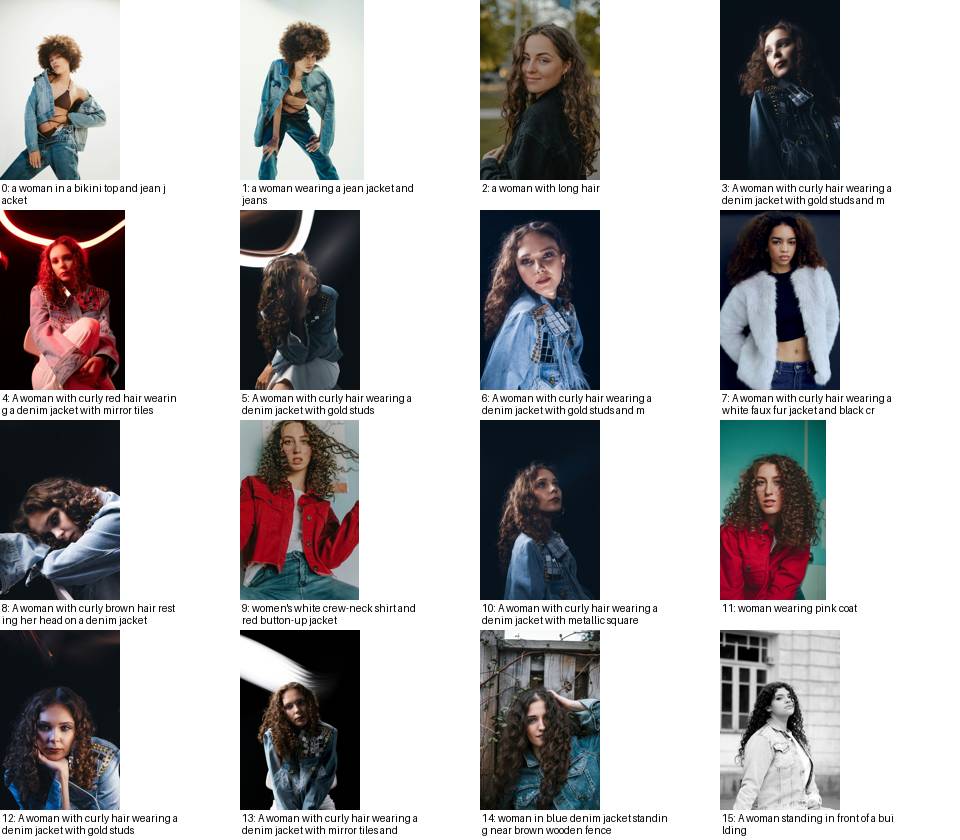 0: a woman in a bikini top and jean j
acket
1: a woman wearing a jean jacket and
jeans
2: a woman with long hair
3: A woman with curly hair wearing a
denim jacket with gold studs and m
4: A woman with curly red hair wearin
g a denim jacket with mirror tiles
5: A woman with curly hair wearing a
denim jacket with gold studs
6: A woman with curly hair wearing a
denim jacket with gold studs and m
7: A woman with curly hair wearing a
white faux fur jacket and black cr
8: A woman with curly brown hair rest
ing her head on a denim jacket
9: women's white crew-neck shirt and
red button-up jacket
10: A woman with curly hair wearing a
denim jacket with metallic square
11: woman wearing pink coat
12: A woman with curly hair wearing a
denim jacket with gold studs
13: A woman with curly hair wearing a
denim jacket with mirror tiles and
14: woman in blue denim jacket standin
g near brown wooden fence
15: A woman standing in front of a bui
lding